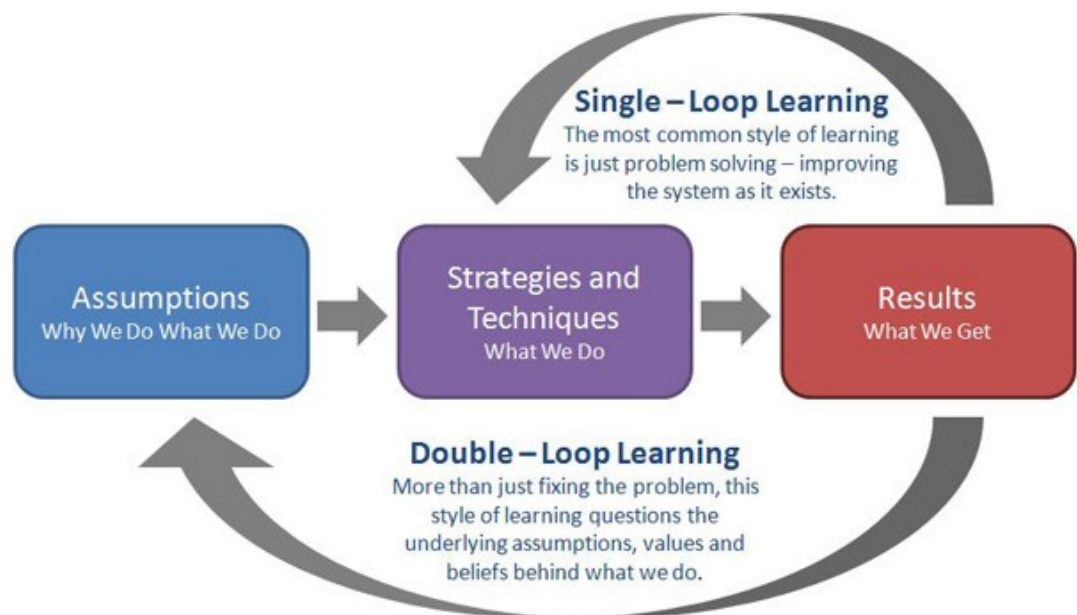 Single – Loop Learning
The most common style of learning
is just problem solving – improving
the system as it exists.
Assumptions
Why We Do What We Do
Strategies and
Techniques
What We Do
Results
What We Get
Double – Loop Learning
More than just fixing the problem, this
style of learning questions the
underlying assumptions, values and
beliefs behind what we do.